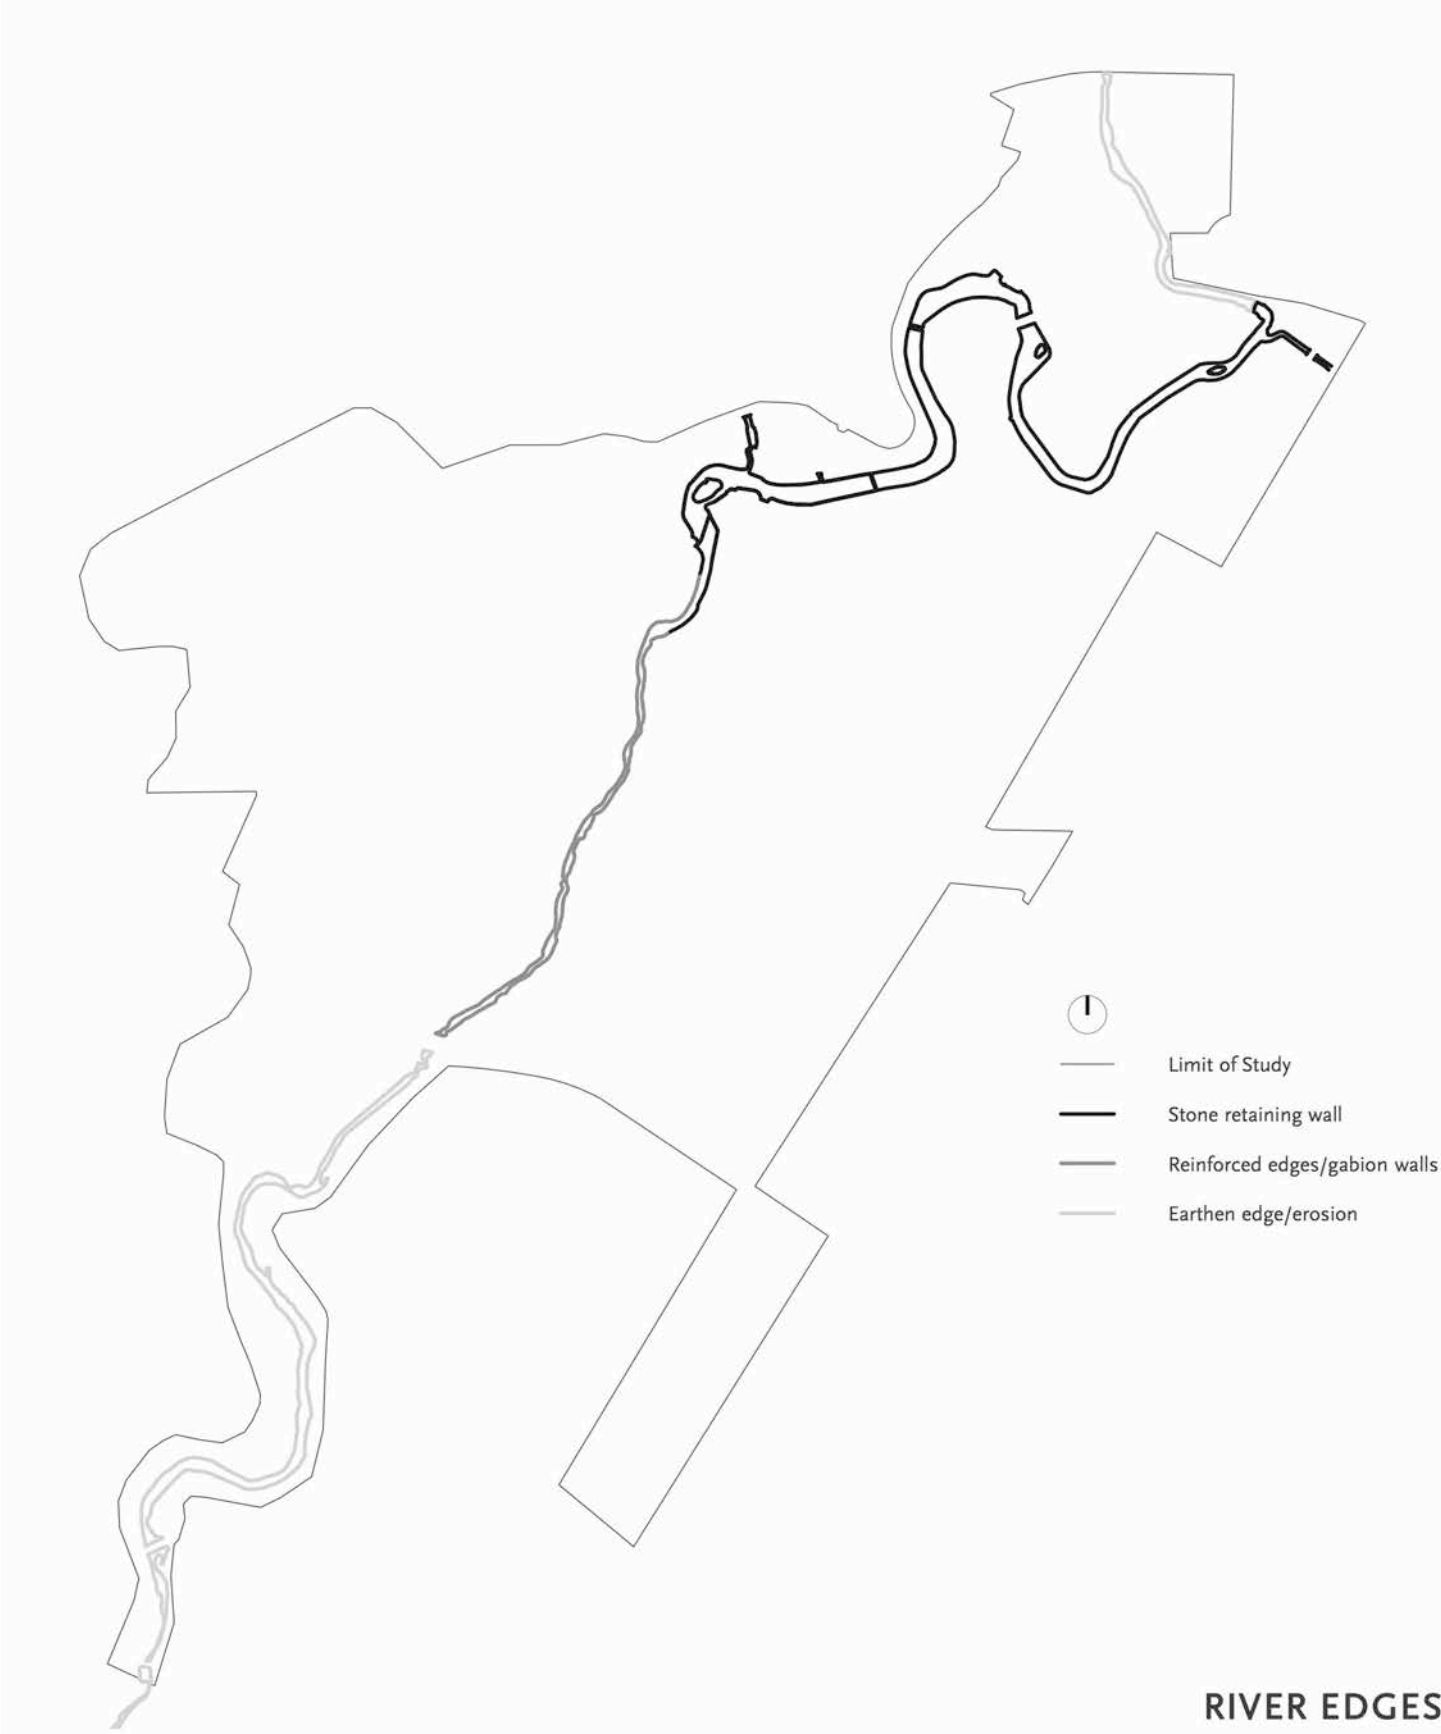 Limit of Study
Stone retaining wall
Reinforced edges/gabion walls
Earthen edge/erosion
RIVER EDGES